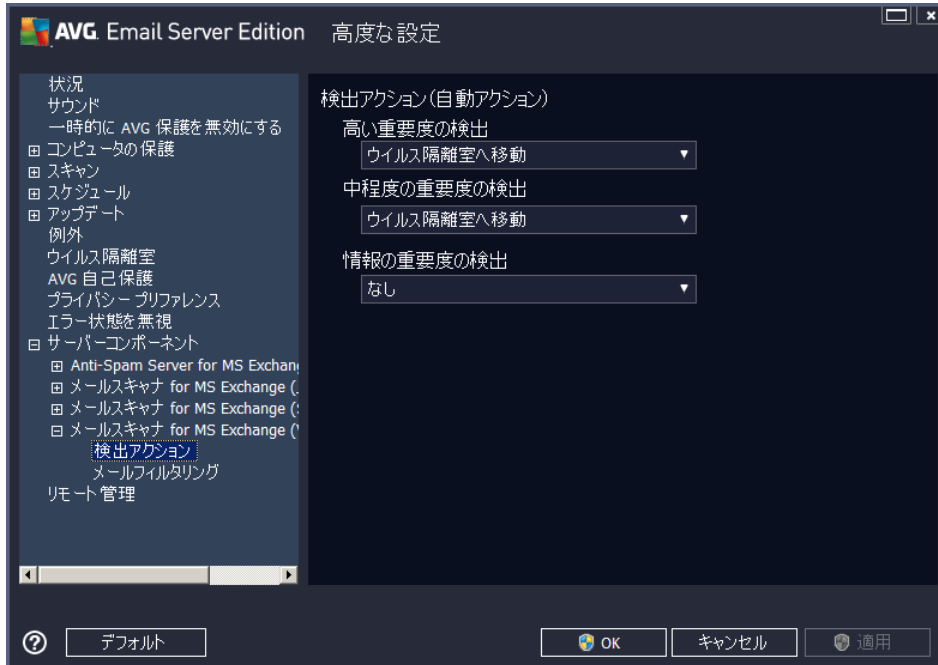 AVG. Email Server Edition 高度な設定
状況
サウンド
一時的に AVG 保護を無効にする
コンピュータの保護
スキャン
スケジュール
アップデート
例外
ウイルス隔離室
AVG 自己保護
プライバシー プリファレンス
エラー状態を無視
サーバーコンポーネント
Anti-Spam Server for MS Exchan
メールスキャナ for MS Exchange (
メールスキャナ for MS Exchange (
メールスキャナ for MS Exchange (
検出アクション
メールフィルタリング
リモート管理
検出アクション(自動アクション)
高い重要度の検出
ウイルス隔離室へ移動
中程度の重要度の検出
ウイルス隔離室へ移動
情報の重要度の検出
なし
デフォルト
OK
キャンセル
適用